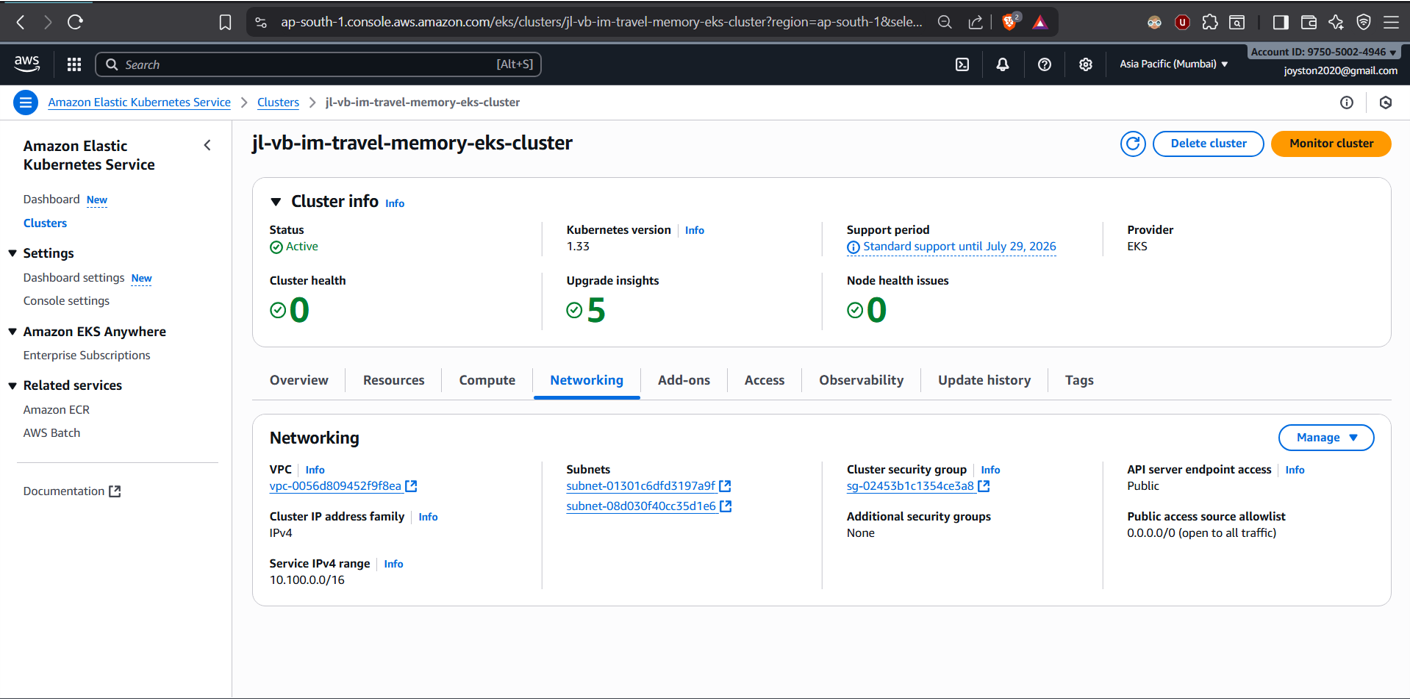 ap-south-1.console.aws.amazon.com/eks/clusters/jl-vb-im-travel-memory-eks-cluster?region=ap-south-1&sele...
2
aws
Search
[Alt+S]
Asia Pacific (Mumbai)
Account ID: 9750-5002-4946
joyston2020@gmail.com
Amazon Elastic Kubernetes Service
Clusters
jl-vb-im-travel-memory-eks-cluster
Amazon Elastic
Kubernetes Service
Dashboard New
Clusters
Settings
Dashboard settings New
Console settings
Amazon EKS Anywhere
Enterprise Subscriptions
Related services
Amazon ECR
AWS Batch
Documentation
jl-vb-im-travel-memory-eks-cluster
Delete cluster
Monitor cluster
Cluster info Info
Status
Active
Kubernetes version Info
1.33
Support period
Standard support until July 29, 2026
Provider
EKS
Cluster health
0
Upgrade insights
5
Node health issues
0
Overview
Resources
Compute
Networking
Add-ons
Access
Observability
Update history
Tags
Networking
Manage
VPC Info
vpc-0056d809452f9f8ea
Cluster IP address family Info
IPv4
Service IPv4 range Info
10.100.0.0/16
Subnets
subnet-01301c6dfd3197a9f
subnet-08d030f40cc35d1e6
Cluster security group Info
sg-02453b1c1354ce3a8
Additional security groups
None
API server endpoint access Info
Public
Public access source allowlist
0.0.0.0/0 (open to all traffic)